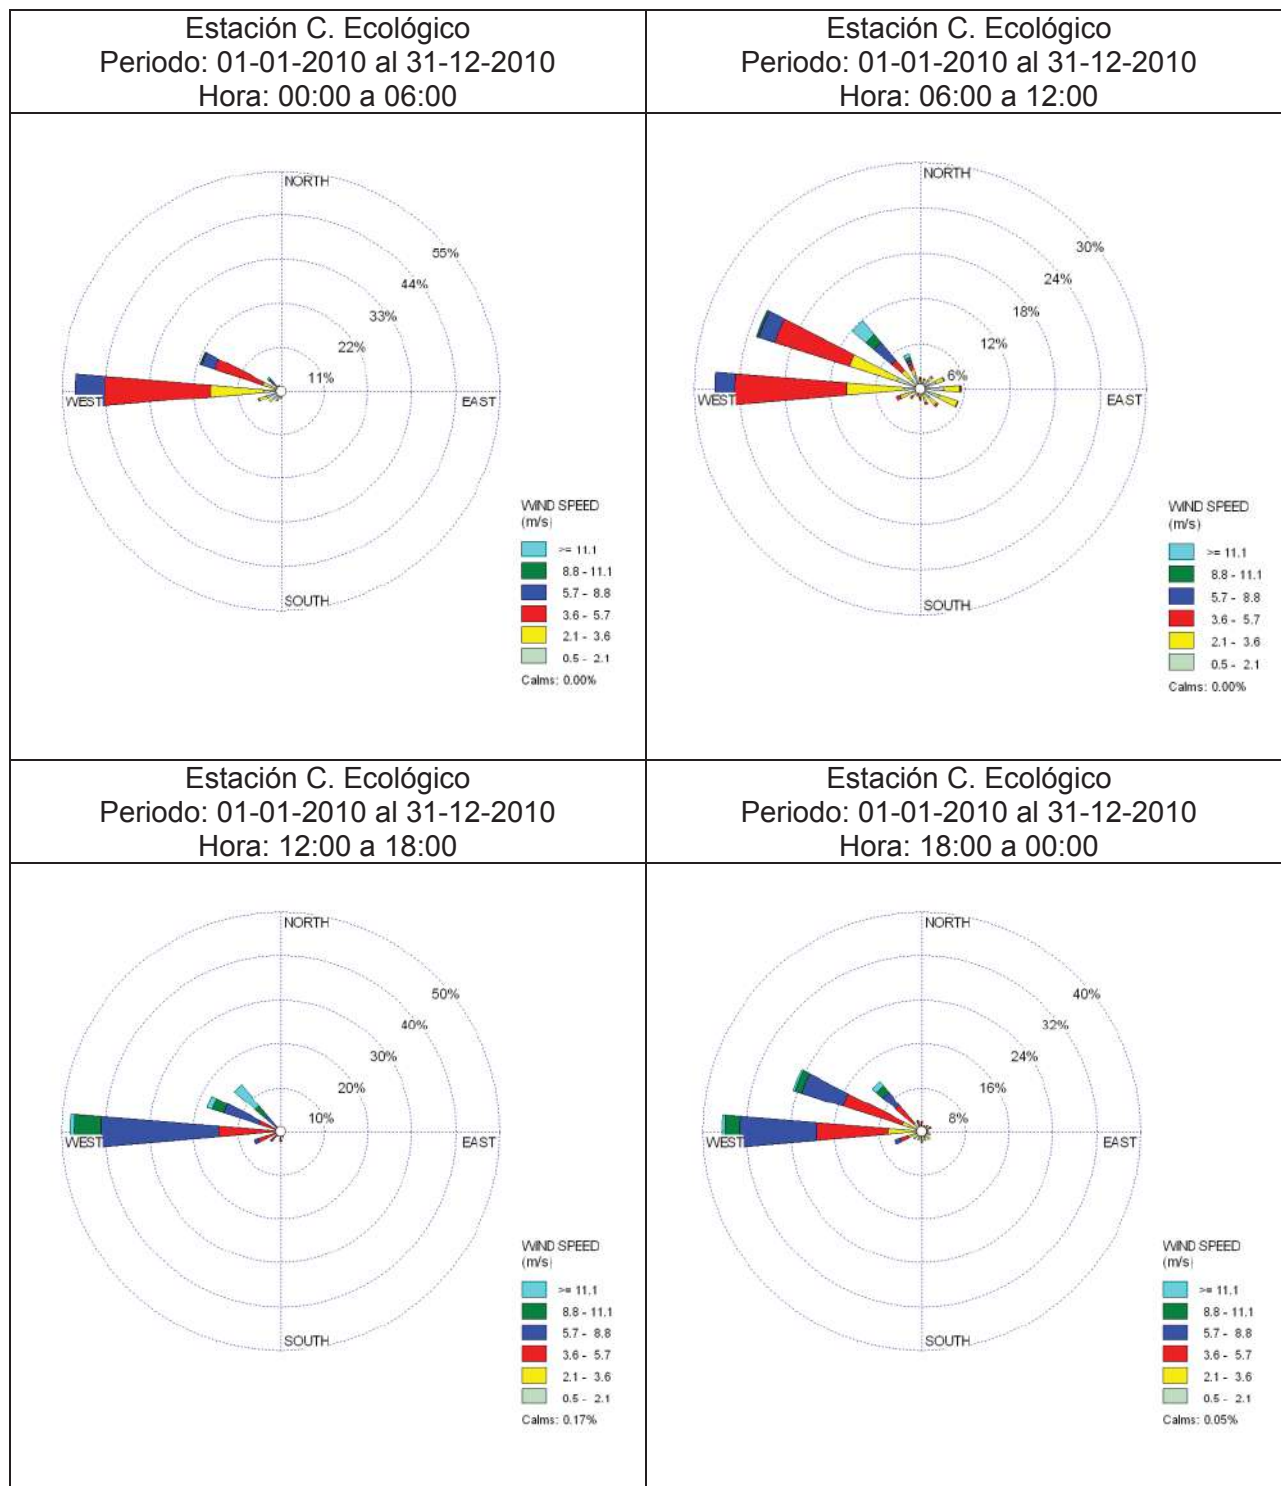 Estación C. Ecológico
Periodo: 01-01-2010 al 31-12-2010
Hora: 00:00 a 06:00
Estación C. Ecológico
Periodo: 01-01-2010 al 31-12-2010
Hora: 06:00 a 12:00
NORTH
55%
44%
33%
22%
11%
WEST
EAST
SOUTH
WIND SPEED
(m/s)
>= 11.1
8.8 - 11.1
5.7 - 8.8
3.6 - 5.7
2.1 - 3.6
0.5 - 2.1
Calms: 0.00%
NORTH
30%
24%
18%
12%
6%
WEST
EAST
SOUTH
WIND SPEED
(m/s)
>= 11.1
8.8 - 11.1
5.7 - 8.8
3.6 - 5.7
2.1 - 3.6
0.5 - 2.1
Calms: 0.00%
Estación C. Ecológico
Periodo: 01-01-2010 al 31-12-2010
Hora: 12:00 a 18:00
Estación C. Ecológico
Periodo: 01-01-2010 al 31-12-2010
Hora: 18:00 a 00:00
NORTH
50%
40%
30%
20%
10%
WEST
EAST
SOUTH
WIND SPEED
(m/s)
>= 11.1
8.8 - 11.1
5.7 - 8.8
3.6 - 5.7
2.1 - 3.6
0.5 - 2.1
Calms: 0.17%
NORTH
40%
32%
24%
16%
8%
WEST
EAST
SOUTH
WIND SPEED
(m/s)
>= 11.1
8.8 - 11.1
5.7 - 8.8
3.6 - 5.7
2.1 - 3.6
0.5 - 2.1
Calms: 0.05%